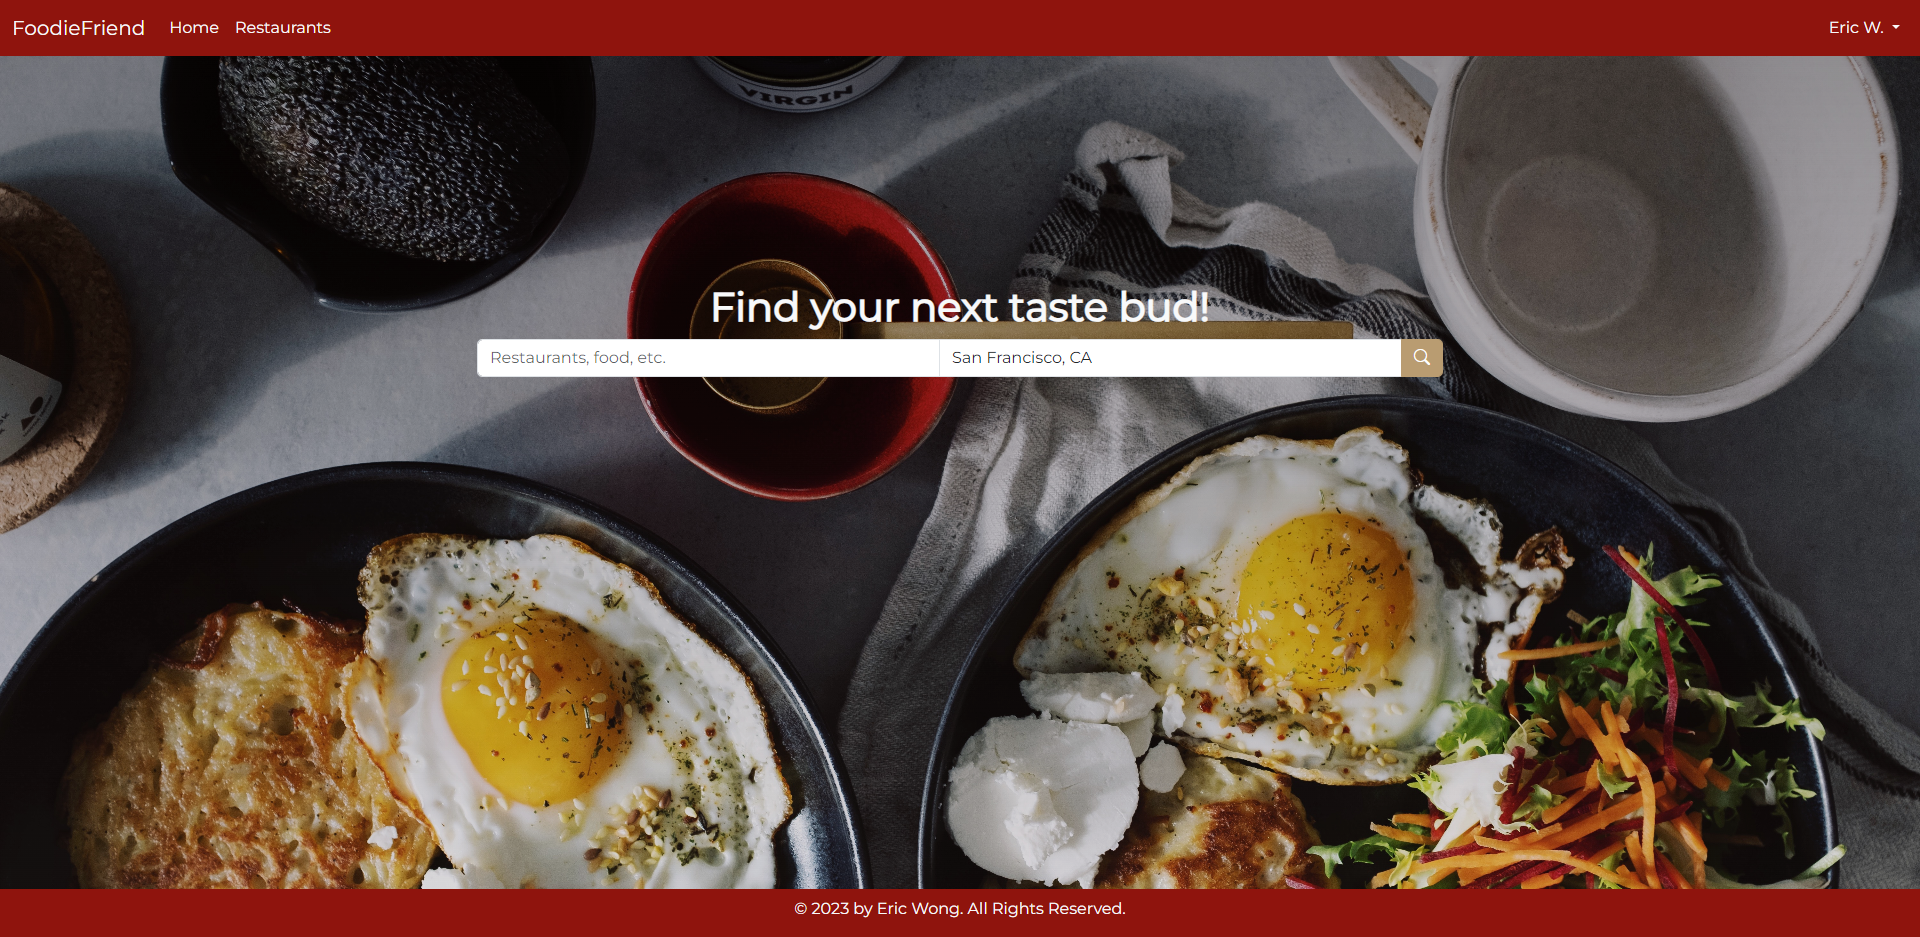 FoodieFriend Home Restaurants Eric W.
VIRGIN
Find your next taste bud!
Restaurants, food, etc. San Francisco, CA
© 2023 by Eric Wong. All Rights Reserved.